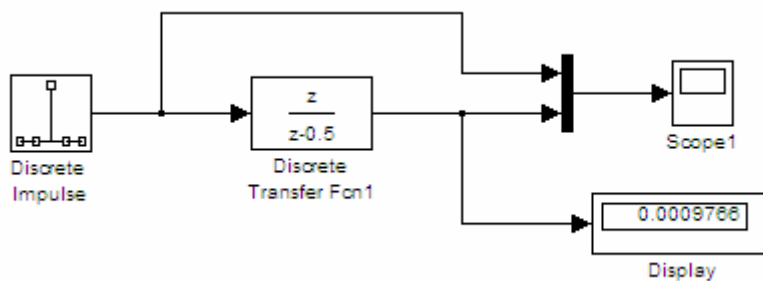 z
z-0.5
Discrete
Impulse
Discrete
Transfer Fcn1
Scope1
0.0009766
Display